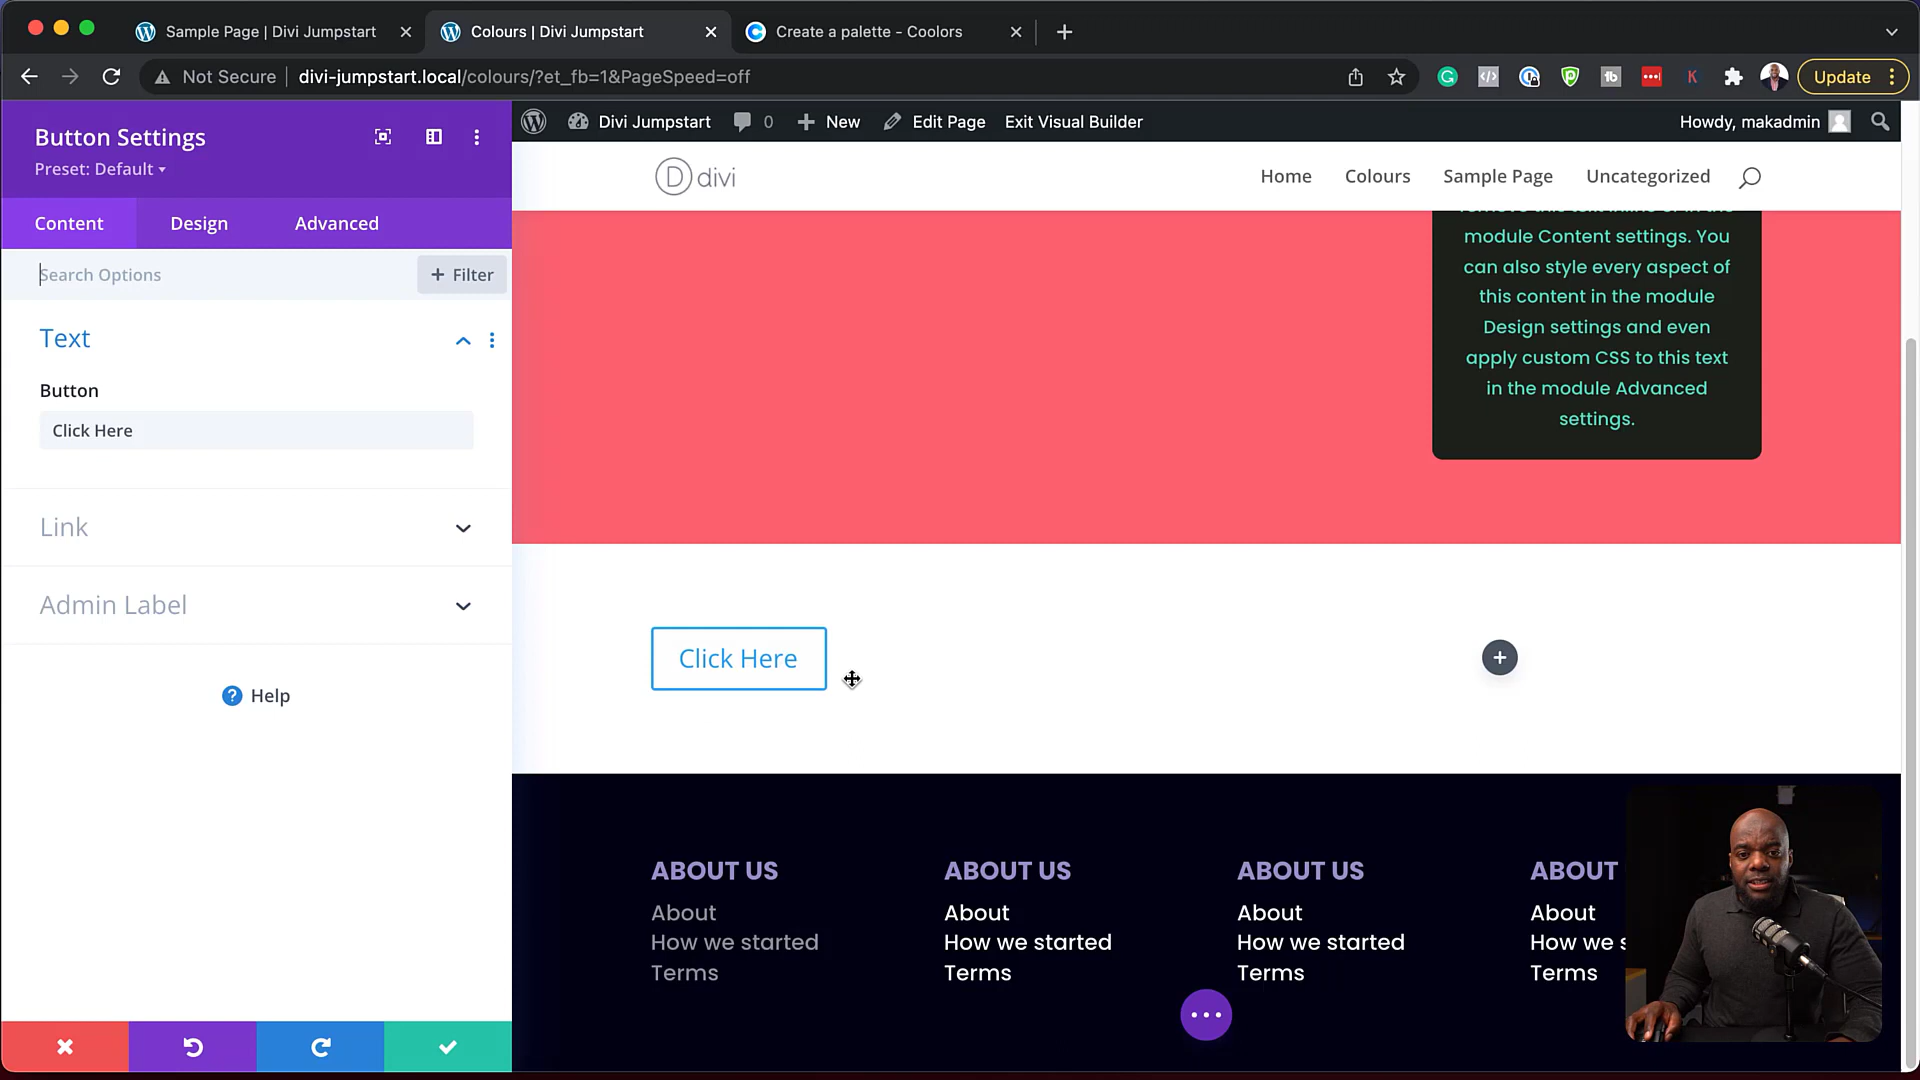 Sample Page | Divi Jumpstart
Colours | Divi Jumpstart
Create a palette - Coolors
Not Secure
divi-jumpstart.local/colours/?et_fb=1&PageSpeed=off
Update
Button Settings
Preset: Default
Content
Design
Advanced
Search Options
+ Filter
Text
Button
Click Here
Link
Admin Label
? Help
Divi Jumpstart
0
New
Edit Page
Exit Visual Builder
Howdy, makadmin
D divi
Home
Colours
Sample Page
Uncategorized
module Content settings. You
can also style every aspect of
this content in the module
Design settings and even
apply custom CSS to this text
in the module Advanced
settings.
Click Here
ABOUT US
About
How we started
Terms
ABOUT US
About
How we started
Terms
ABOUT US
About
How we started
Terms
ABOUT
About
How we s
Terms